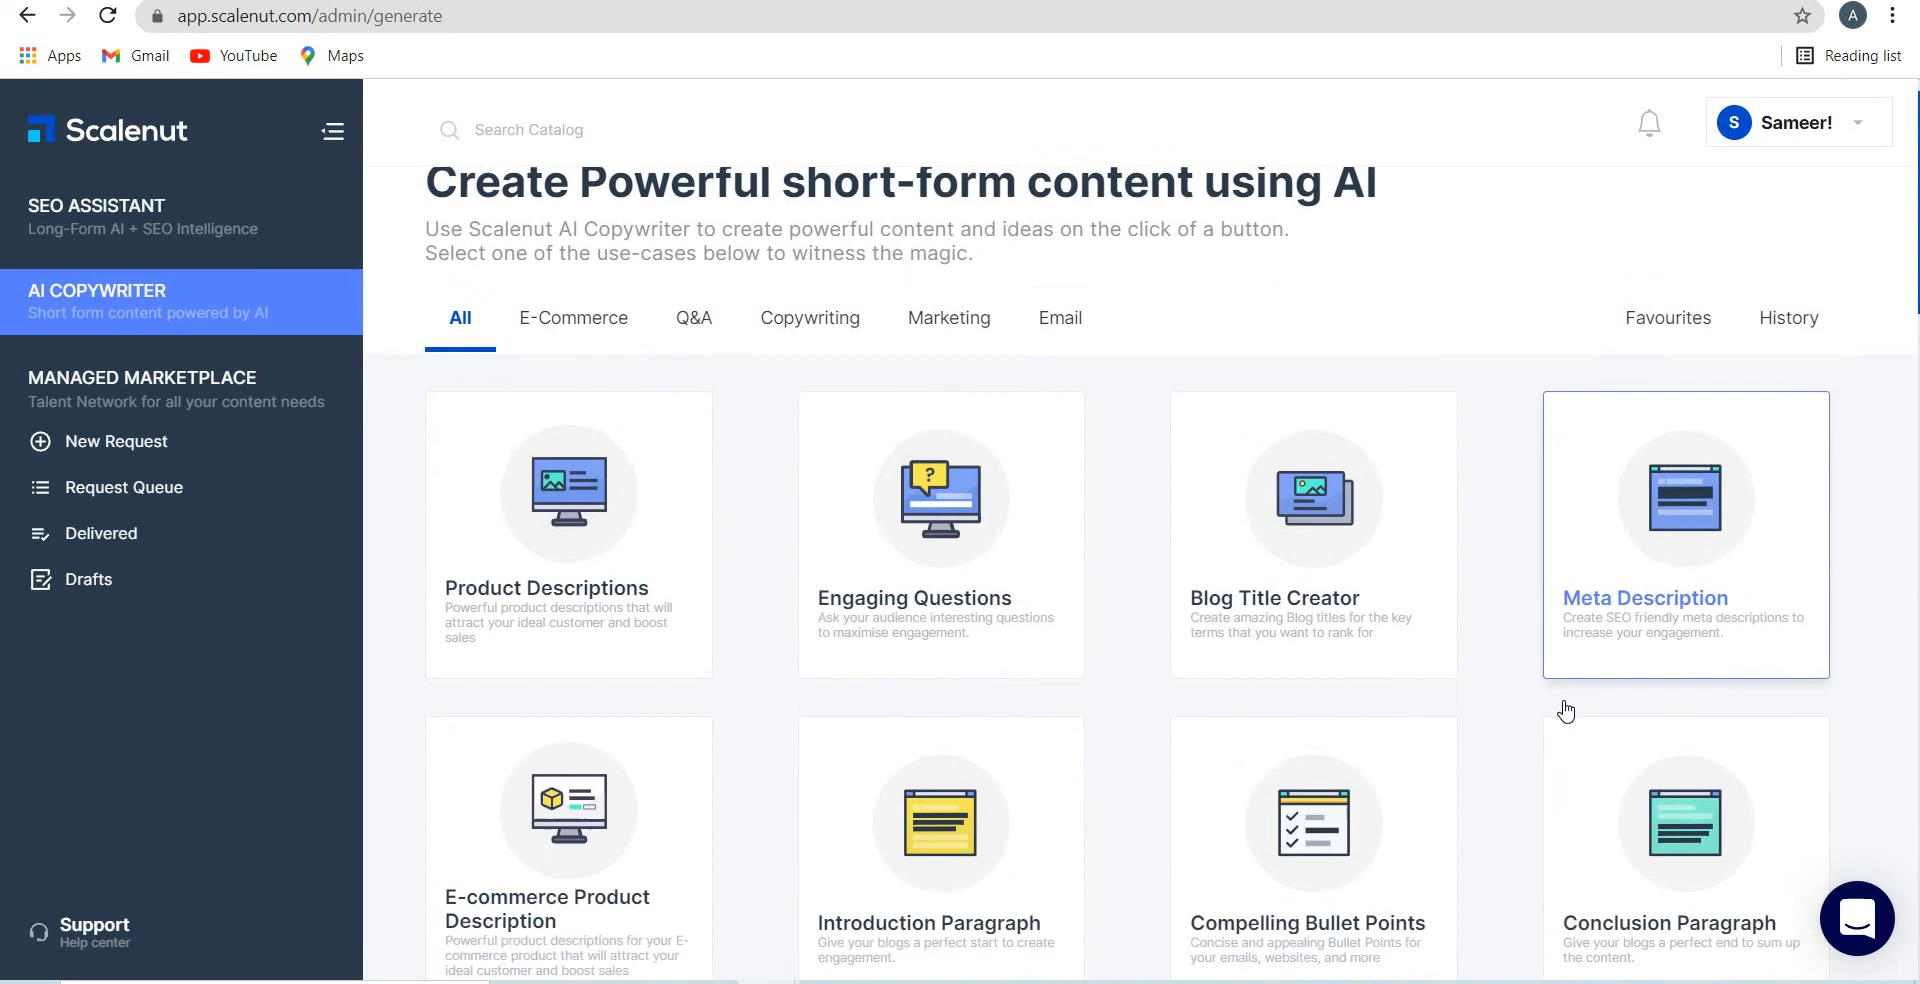 app.scalenut.com/admin/generate
A
Apps
Gmail
YouTube
Maps
Reading list
Scalenut
SEO ASSISTANT
Long-Form AI + SEO Intelligence
AI COPYWRITER
Short form content powered by AI
MANAGED MARKETPLACE
Talent Network for all your content needs
New Request
Request Queue
Delivered
Drafts
Support
Help center
Search Catalog
S
Sameer!
Create Powerful short-form content using AI
Use Scalenut AI Copywriter to create powerful content and ideas on the click of a button.
Select one of the use-cases below to witness the magic.
All
E-Commerce
Q&A
Copywriting
Marketing
Email
Favourites
History
Product Descriptions
Powerful product descriptions that will
attract your ideal customer and boost
sales
?
Engaging Questions
Ask your audience interesting questions
to maximise engagement.
Blog Title Creator
Create amazing Blog titles for the key
terms that you want to rank for
Meta Description
Create SEO friendly meta descriptions to
increase your engagement.
E-commerce Product
Description
Powerful product descriptions for your E-
commerce product that will attract your
ideal customer and boost sales
Introduction Paragraph
Give your blogs a perfect start to create
engagement.
Compelling Bullet Points
Concise and appealing Bullet Points for
your emails, websites, and more
Conclusion Paragraph
Give your blogs a perfect end to sum up
the content.